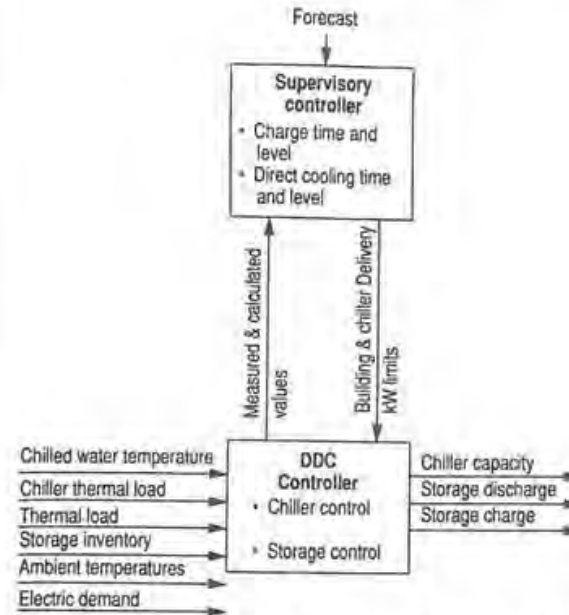 Forecast
Supervisory
controller
• Charge time and
level
• Direct cooling time
and level
Measured & calculated
values
Building & chiller Delivery
kW limits
Chilled water temperature
Chiller thermal load
Thermal load
Storage inventory
Ambient temperatures
Electric demand
DDC
Controller
• Chiller control
• Storage control
Chiller capacity
Storage discharge
Storage charge